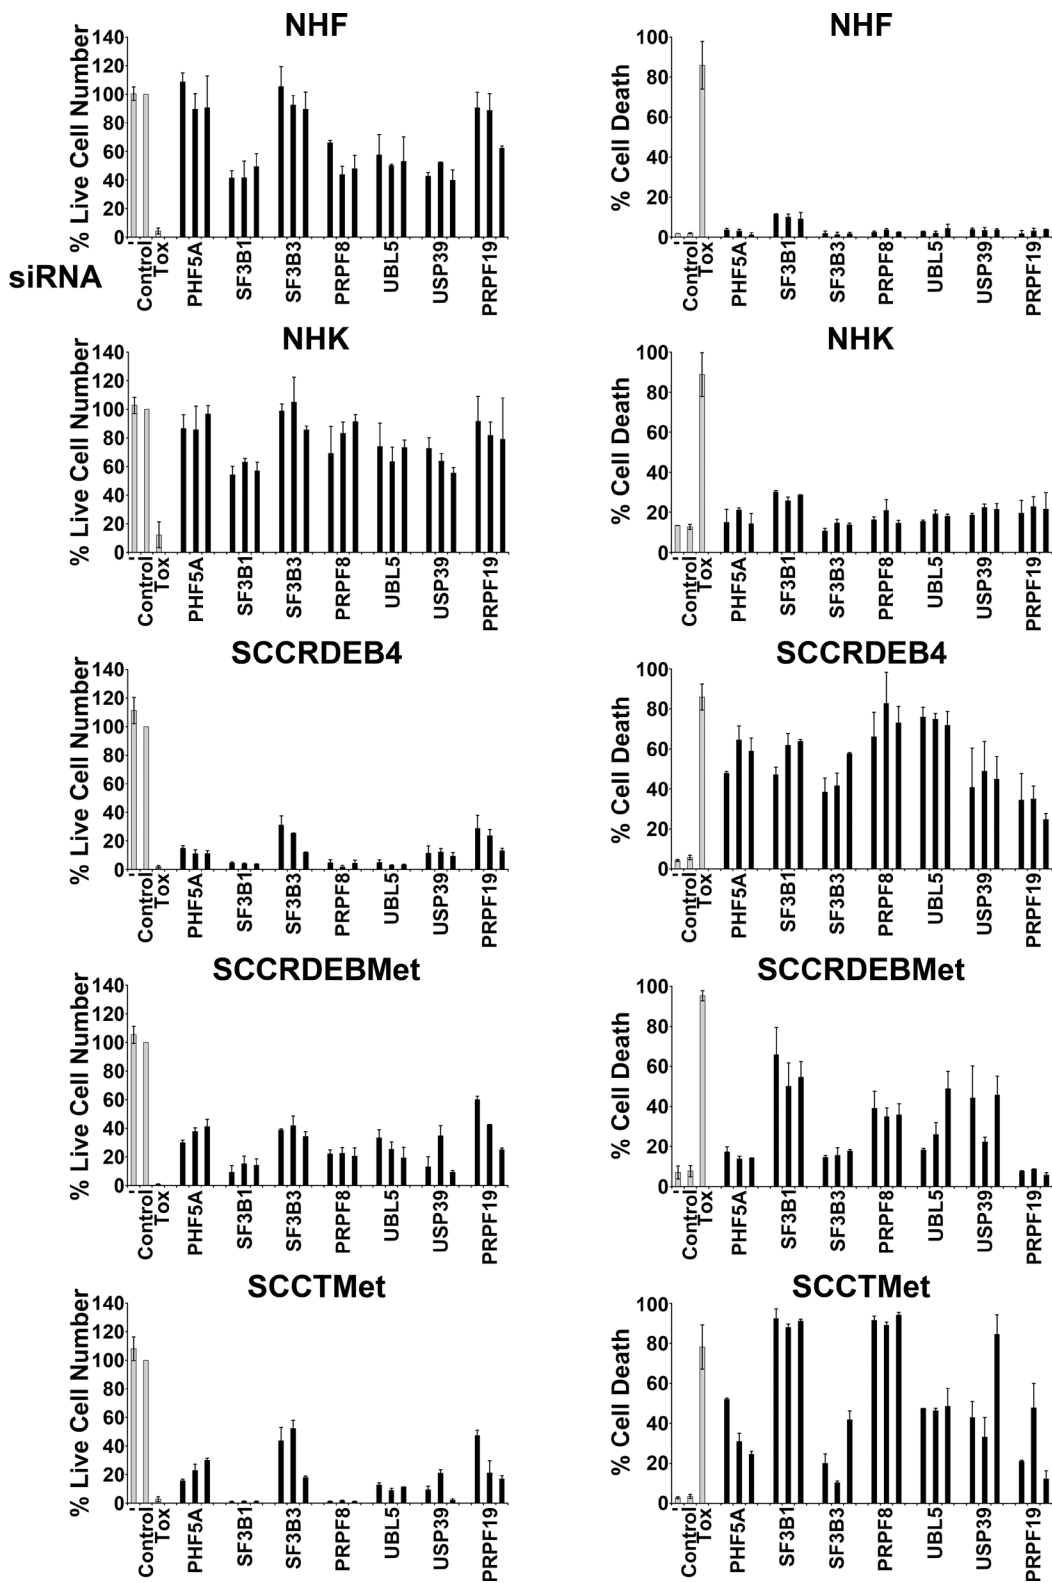 NHF
% Live Cell Number
140
120
100
80
60
40
20
0
siRNA
-
Control
Tox
PHF5A
SF3B1
SF3B3
PRPF8
UBL5
USP39
PRPF19
NHF
% Cell Death
100
80
60
40
20
0
-
Control
Tox
PHF5A
SF3B1
SF3B3
PRPF8
UBL5
USP39
PRPF19
NHK
% Live Cell Number
140
120
100
80
60
40
20
0
-
Control
Tox
PHF5A
SF3B1
SF3B3
PRPF8
UBL5
USP39
PRPF19
NHK
% Cell Death
100
80
60
40
20
0
-
Control
Tox
PHF5A
SF3B1
SF3B3
PRPF8
UBL5
USP39
PRPF19
SCCRDEB4
% Live Cell Number
140
120
100
80
60
40
20
0
-
Control
Tox
PHF5A
SF3B1
SF3B3
PRPF8
UBL5
USP39
PRPF19
SCCRDEB4
% Cell Death
100
80
60
40
20
0
-
Control
Tox
PHF5A
SF3B1
SF3B3
PRPF8
UBL5
USP39
PRPF19
SCCRDEBMet
% Live Cell Number
140
120
100
80
60
40
20
0
-
Control
Tox
PHF5A
SF3B1
SF3B3
PRPF8
UBL5
USP39
PRPF19
SCCRDEBMet
% Cell Death
100
80
60
40
20
0
-
Control
Tox
PHF5A
SF3B1
SF3B3
PRPF8
UBL5
USP39
PRPF19
SCCTMet
% Live Cell Number
140
120
100
80
60
40
20
0
-
Control
Tox
PHF5A
SF3B1
SF3B3
PRPF8
UBL5
USP39
PRPF19
SCCTMet
% Cell Death
100
80
60
40
20
0
-
Control
Tox
PHF5A
SF3B1
SF3B3
PRPF8
UBL5
USP39
PRPF19